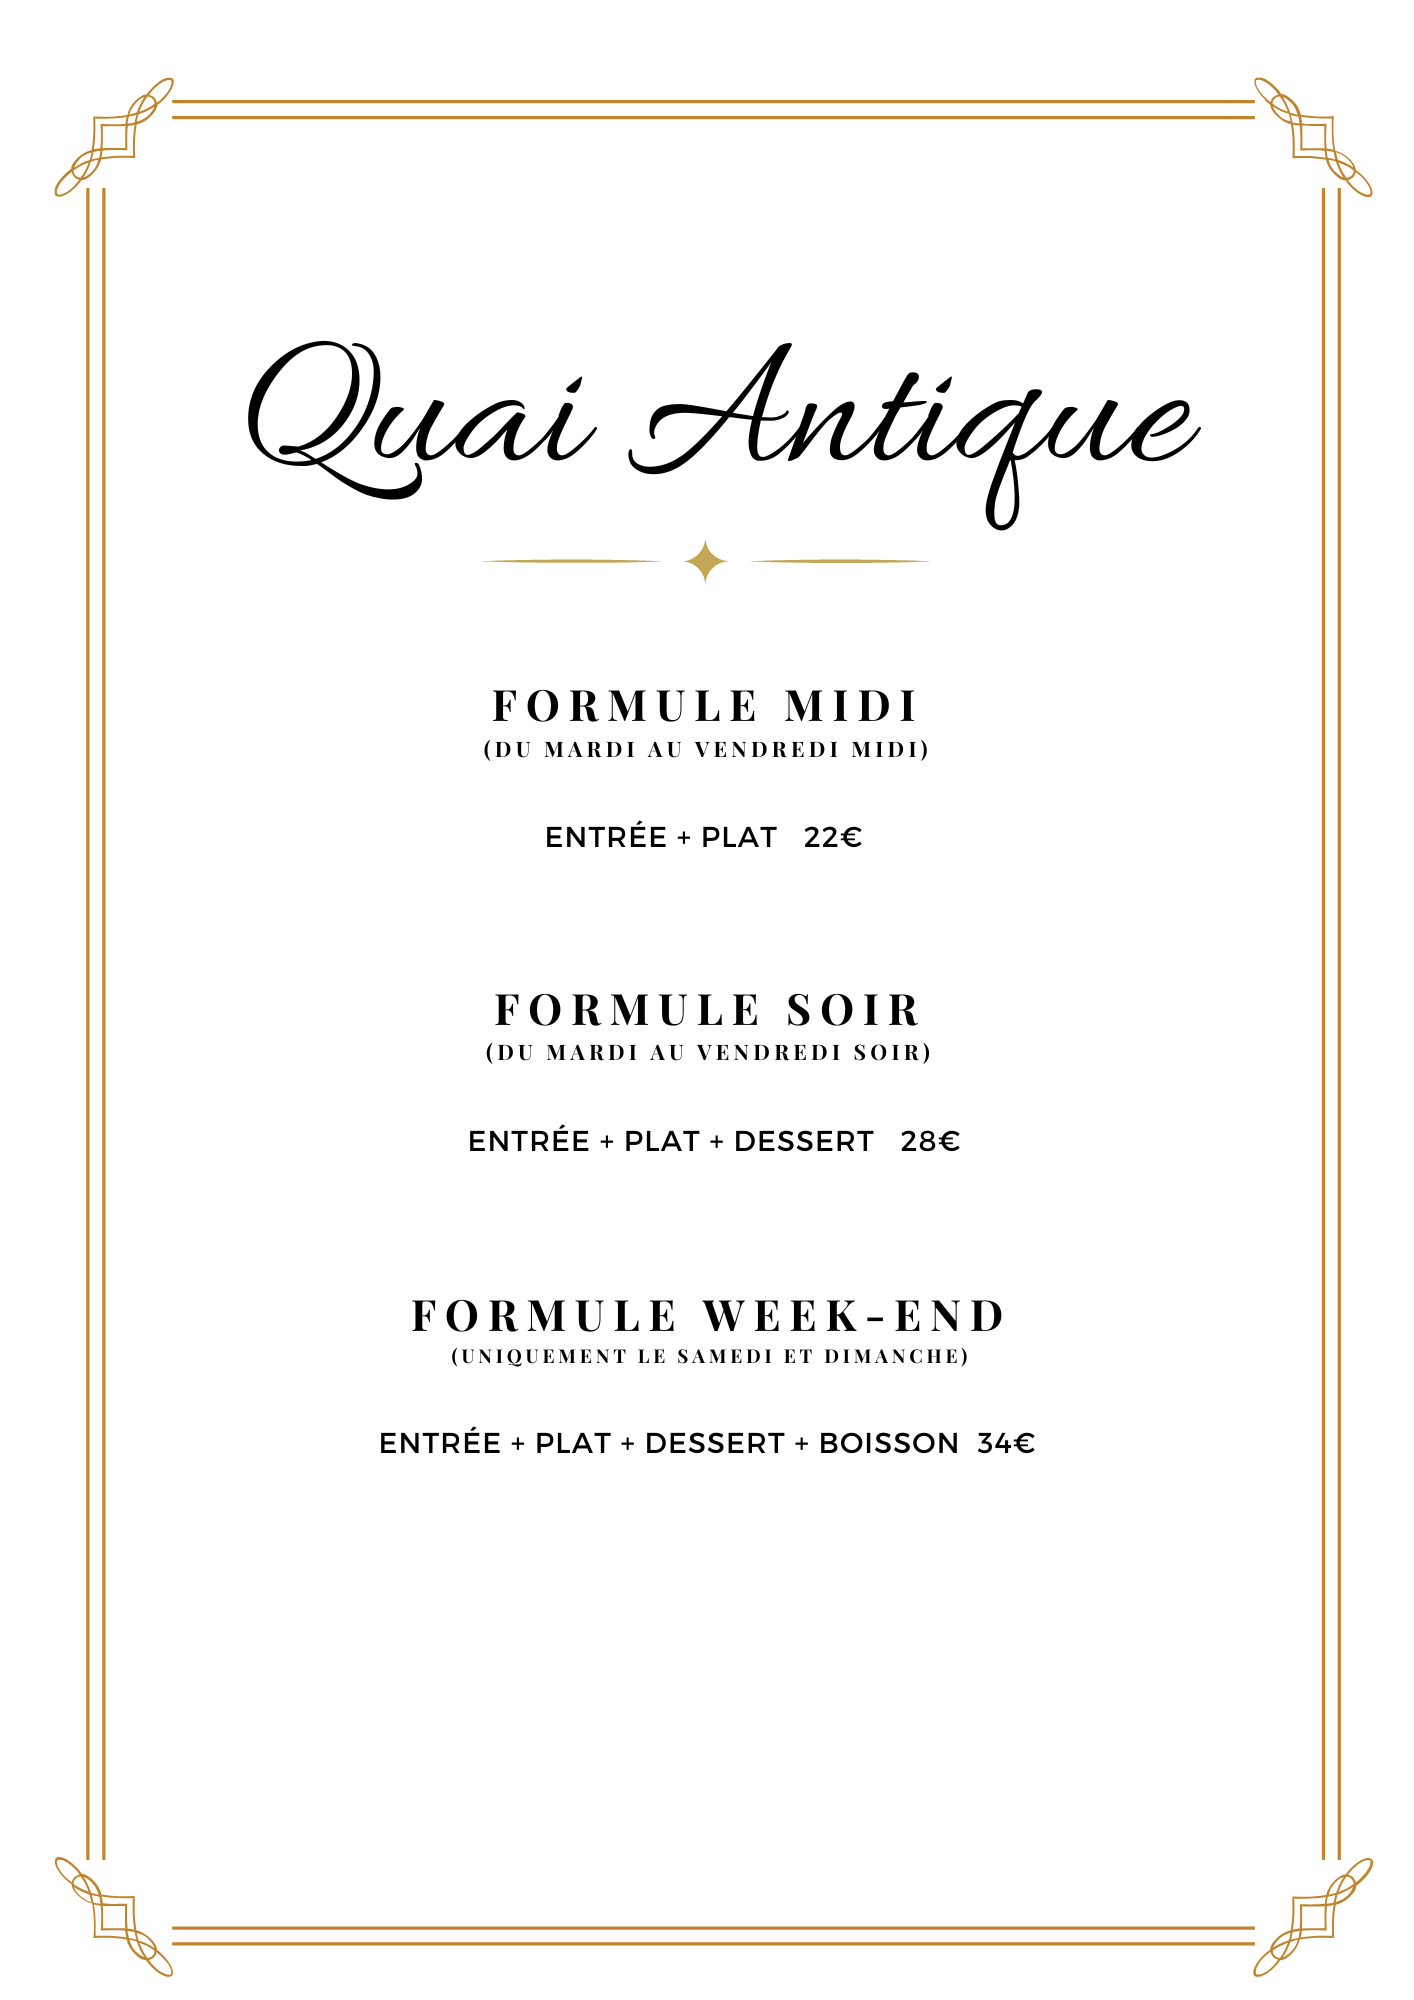 Quai Antique
FORMULE MIDI
(DU MARDI AU VENDREDI MIDI)
ENTRÉE + PLAT 22€
FORMULE SOIR
(DU MARDI AU VENDREDI SOIR)
ENTRÉE + PLAT + DESSERT 28€
FORMULE WEEK-END
(UNIQUEMENT LE SAMEDI ET DIMANCHE)
ENTRÉE + PLAT + DESSERT + BOISSON 34€